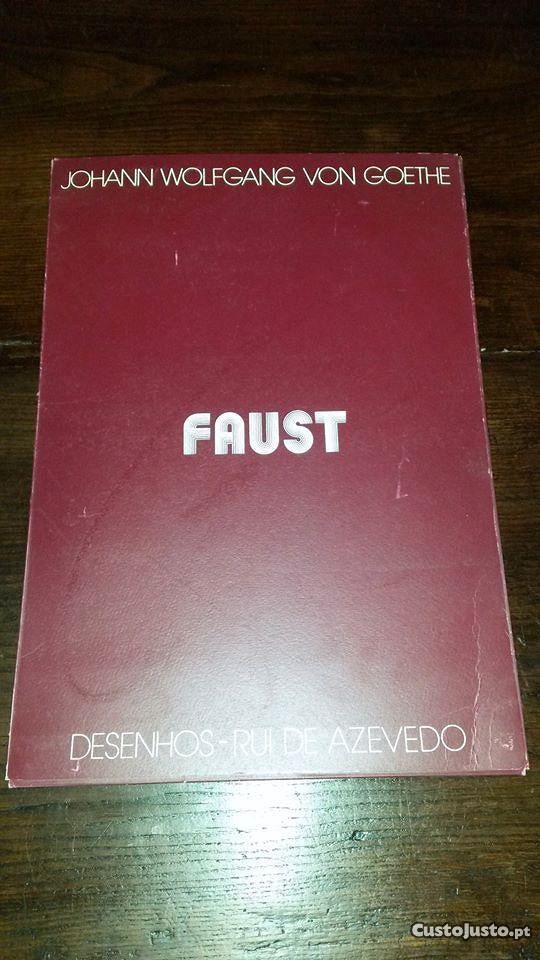 JOHANN WOLFGANG VON GOETHE
FAUST
DESENHOS - RUI DE AZEVEDO
CustoJusto.pt